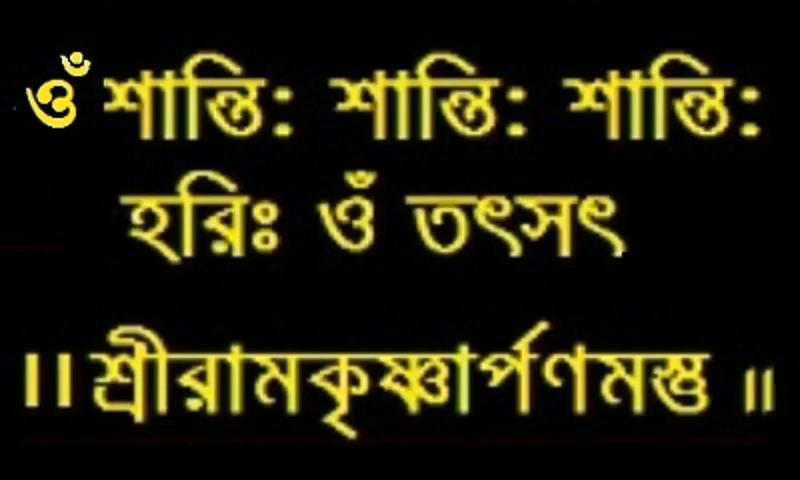 ওঁ শান্তি: শান্তি: শান্তি:
হরিঃ ওঁ তৎসৎ
।। শ্রীরামকৃষ্ণার্পণমস্তু ॥